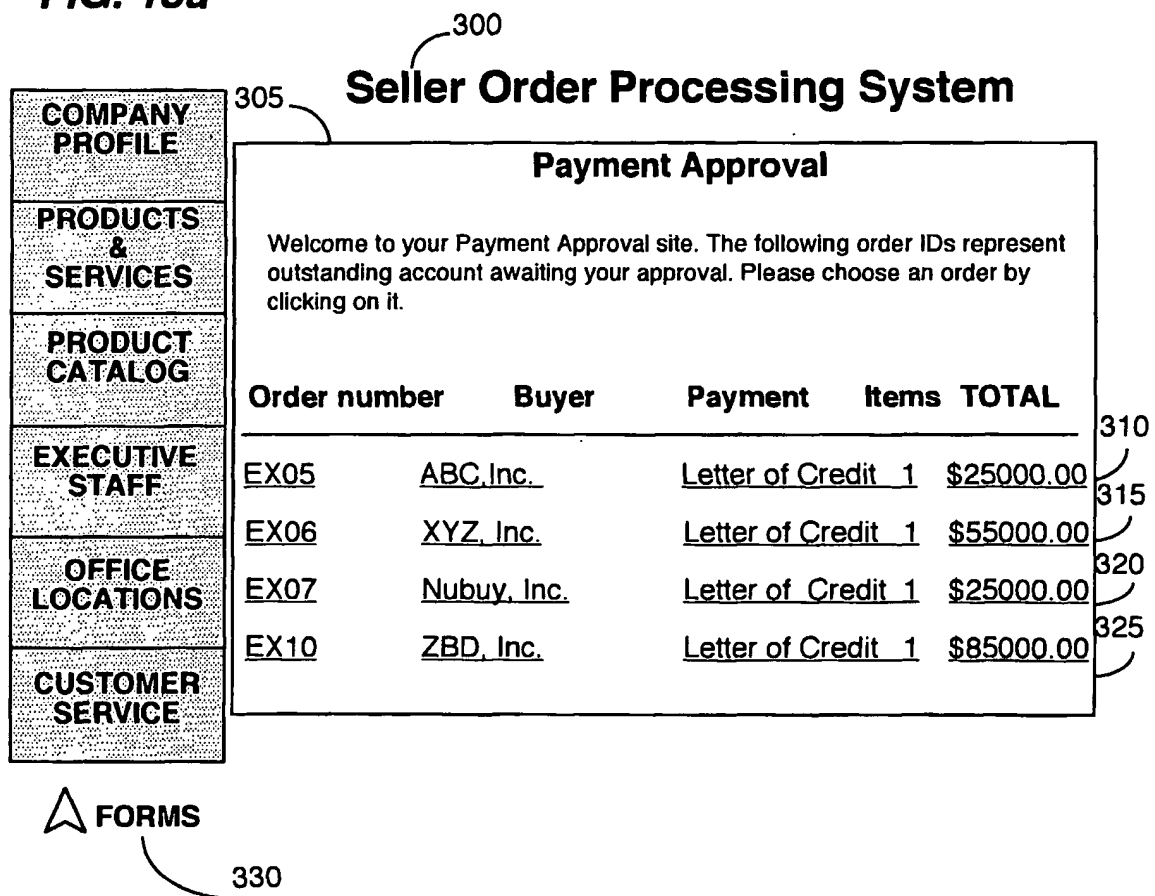 300
Seller Order Processing System
305
COMPANY
PROFILE
PRODUCTS
&
SERVICES
PRODUCT
CATALOG
EXECUTIVE
STAFF
OFFICE
LOCATIONS
CUSTOMER
SERVICE
Payment Approval
Welcome to your Payment Approval site. The following order IDs represent
outstanding account awaiting your approval. Please choose an order by
clicking on it.
Order number Buyer Payment Items TOTAL
310
EX05 ABC,Inc. Letter of Credit 1 $25000.00
315
EX06 XYZ, Inc. Letter of Credit 1 $55000.00
320
EX07 Nubuy, Inc. Letter of Credit 1 $25000.00
325
EX10 ZBD, Inc. Letter of Credit 1 $85000.00
FORMS
330